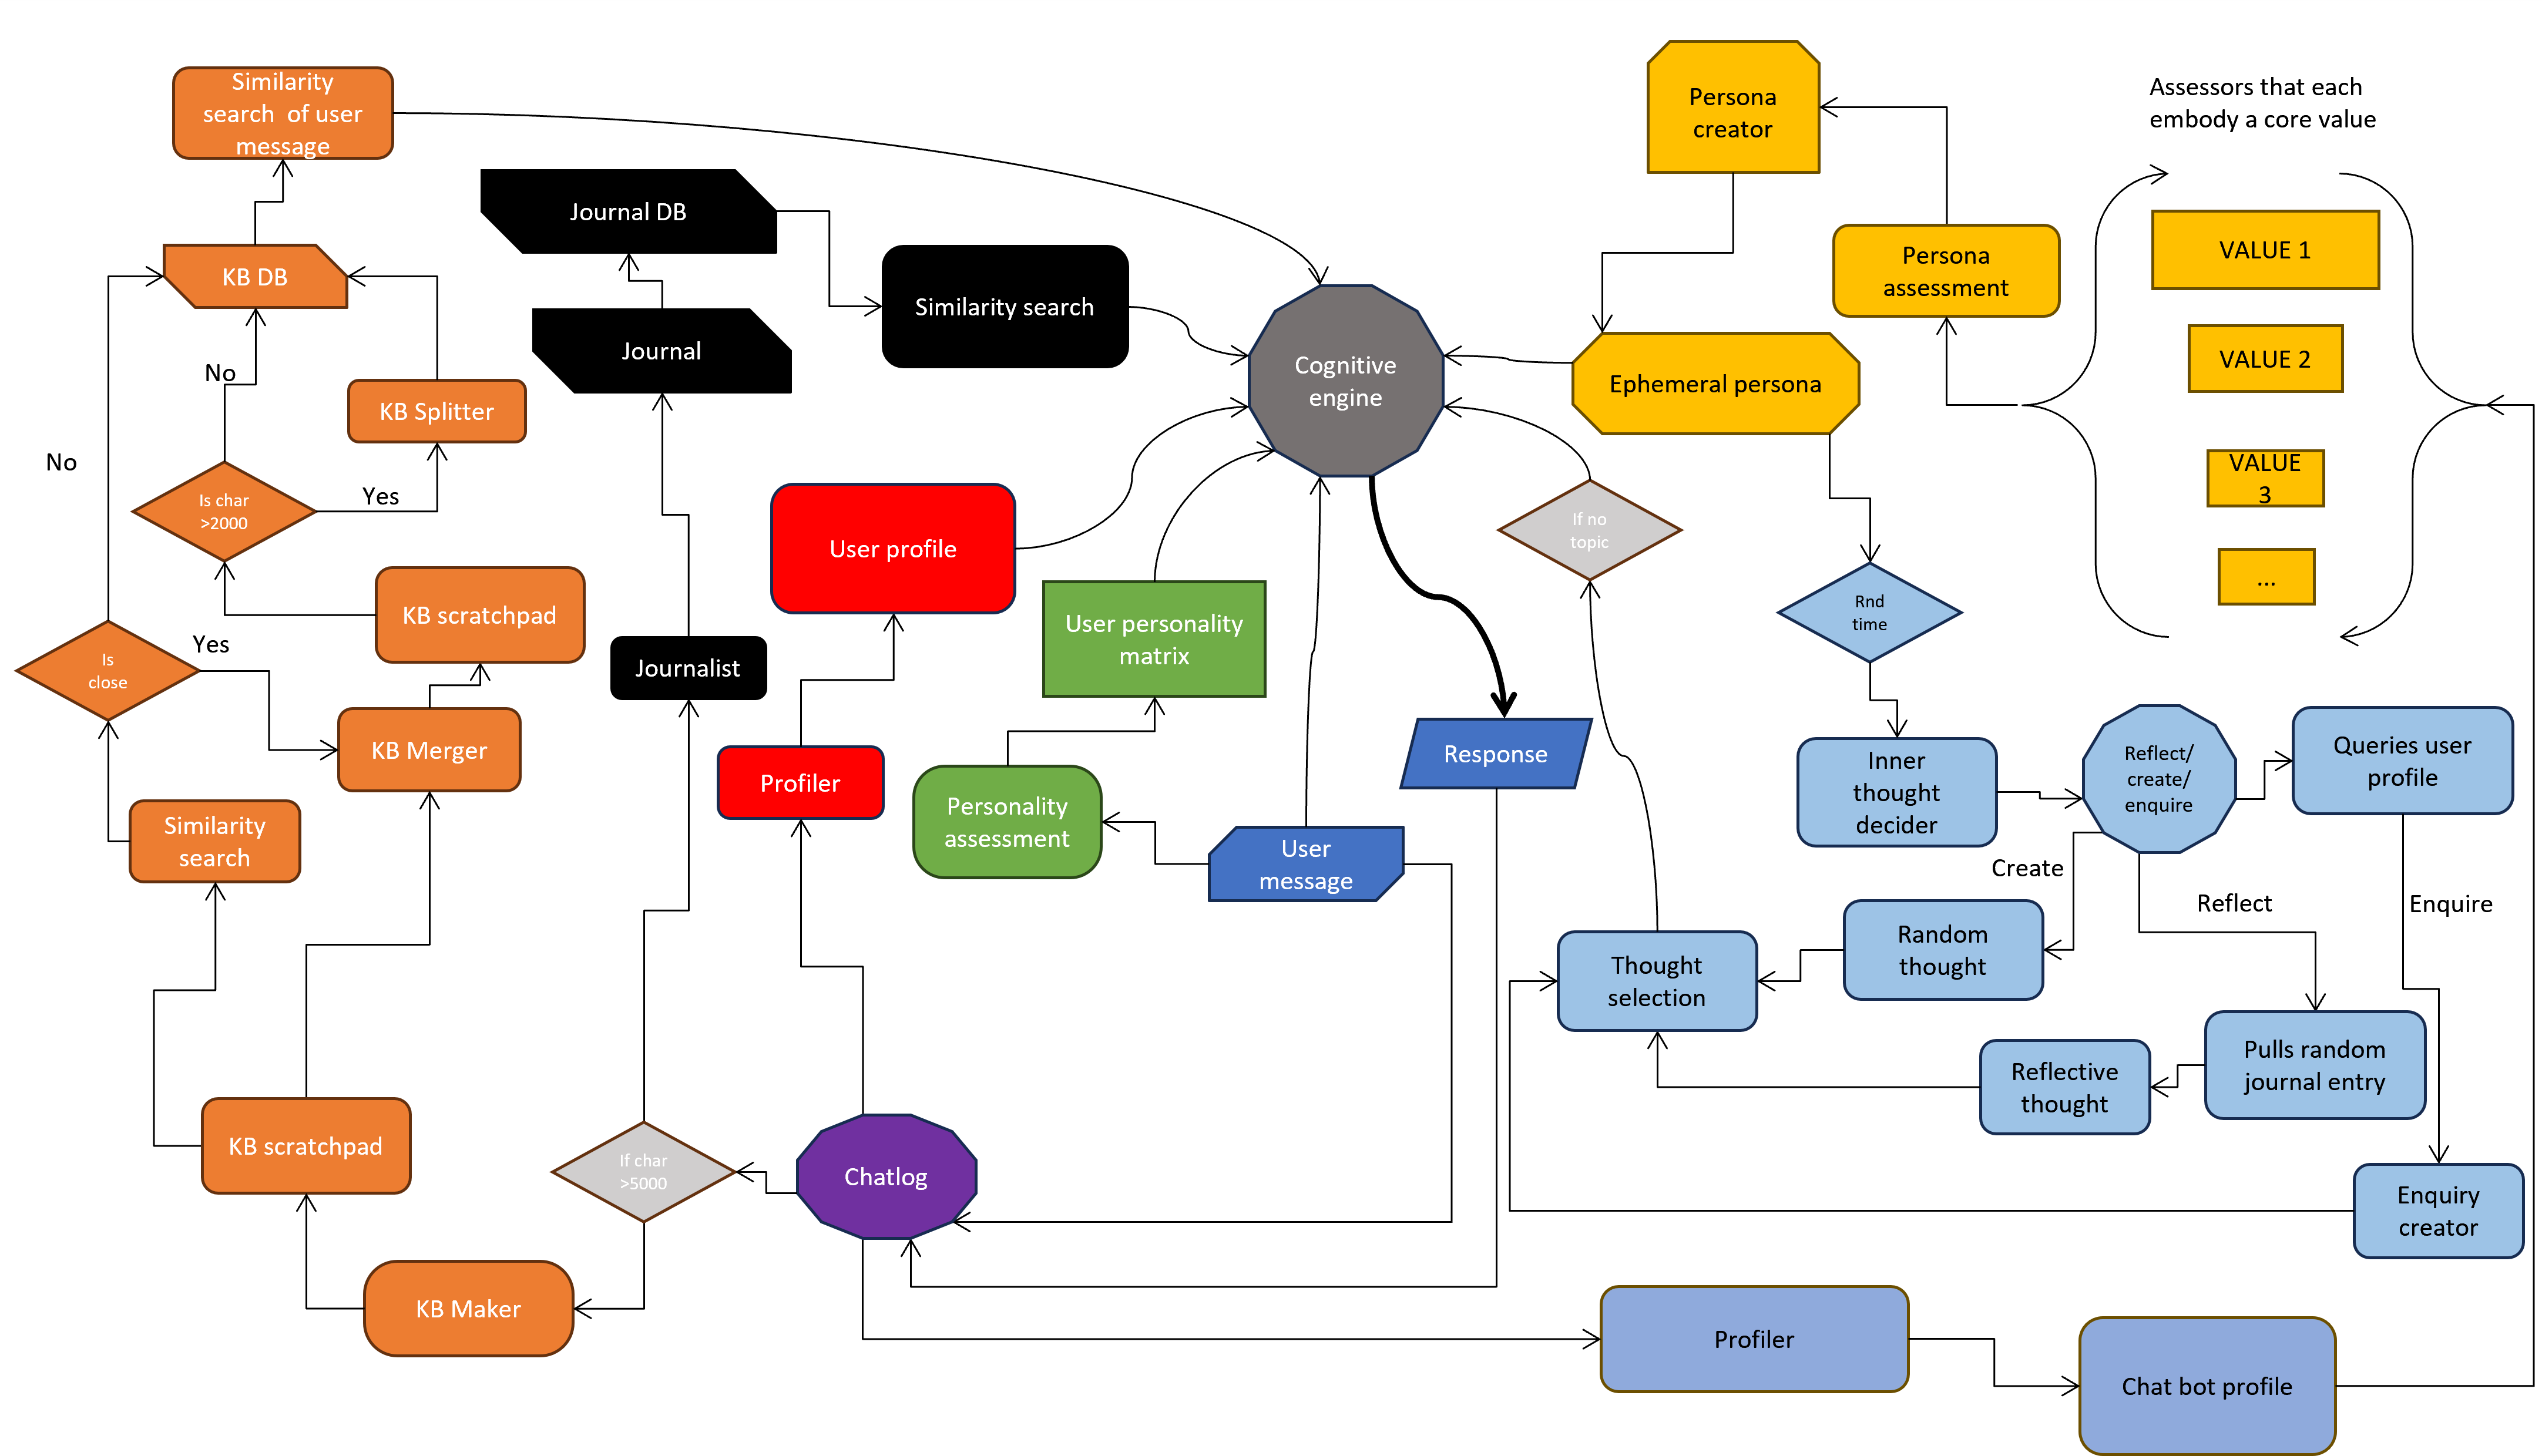 Similarity
search  of user
message
Persona
creator
Assessors that each
embody a core value
Journal DB
KB DB
Similarity search
Persona
assessment
VALUE 1
Journal
Cognitive
engine
Ephemeral persona
VALUE 2
No
KB Splitter
No
Yes
Is char
>2000
VALUE
3
User profile
If no
topic
...
KB scratchpad
User personality
matrix
Rnd
time
Yes
Is
close
Journalist
KB Merger
Profiler
Response
Inner
thought
decider
Reflect/
create/
enquire
Queries user
profile
Similarity
search
Personality
assessment
User
message
Create
Reflect
Enquire
Random
thought
Thought
selection
Reflective
thought
Pulls random
journal entry
KB scratchpad
If char
>5000
Chatlog
Enquiry
creator
KB Maker
Profiler
Chat bot profile